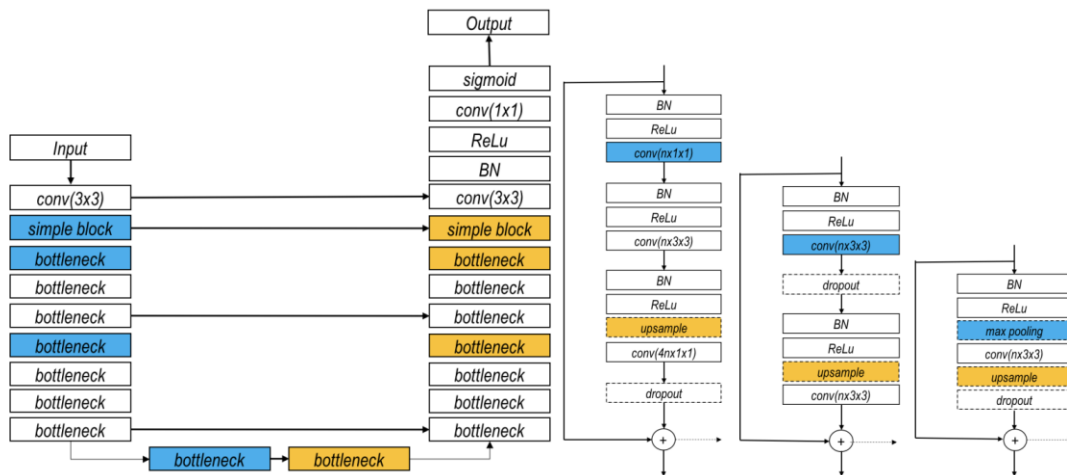 Input
conv(3x3)
simple block
bottleneck
bottleneck
bottleneck
bottleneck
bottleneck
bottleneck
bottleneck
bottleneck
bottleneck
Output
sigmoid
conv(1x1)
ReLu
BN
conv(3x3)
simple block
bottleneck
bottleneck
bottleneck
bottleneck
bottleneck
bottleneck
bottleneck
BN
ReLu
conv(nx1x1)
BN
ReLu
conv(nx3x3)
BN
ReLu
upsample
conv(4nx1x1)
dropout
+
BN
ReLu
conv(nx3x3)
dropout
BN
ReLu
upsample
conv(nx3x3)
+
BN
ReLu
max pooling
conv(nx3x3)
upsample
dropout
+